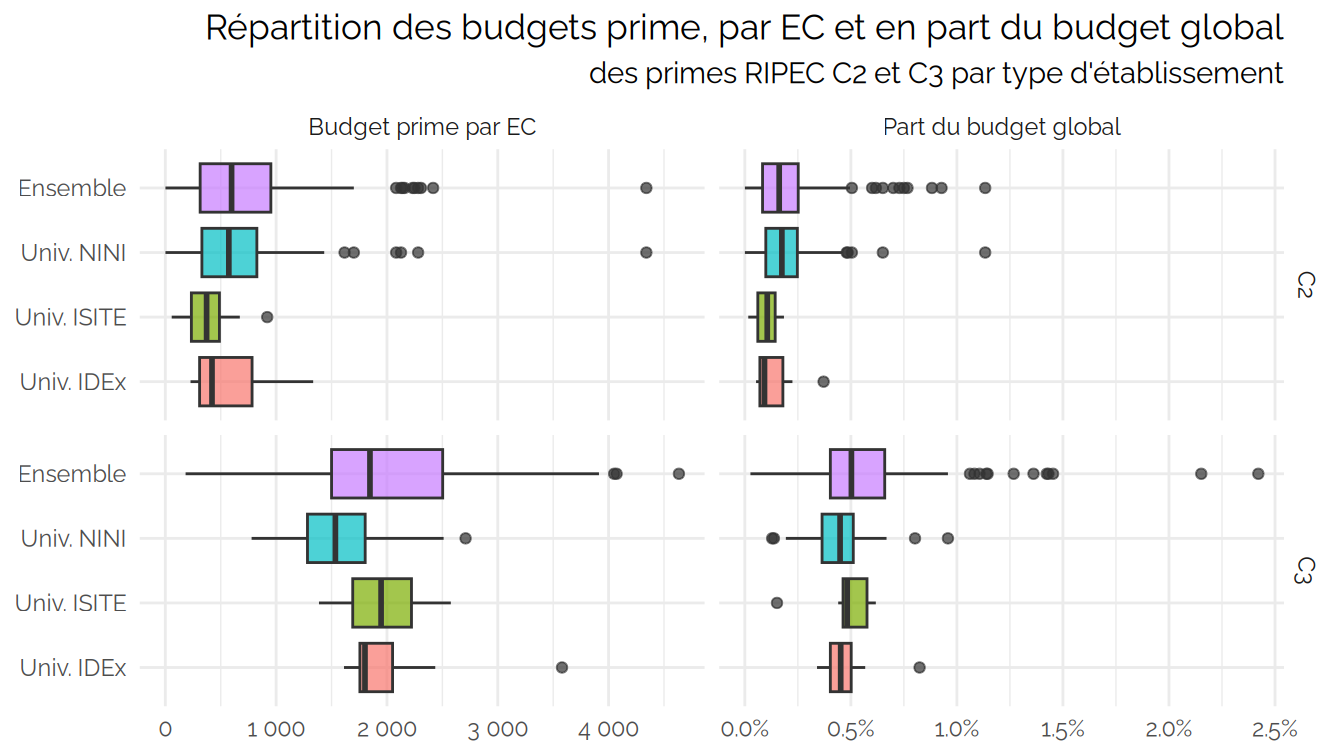 Répartition des budgets prime, par EC et en part du budget global
des primes RIPEC C2 et C3 par type d'établissement
Budget prime par EC
Part du budget global
Ensemble
Univ. NINI
Univ. ISITE
Univ. IDEx
C2
Ensemble
Univ. NINI
Univ. ISITE
Univ. IDEx
C3
0 1 000 2 000 3 000 4 000
0.0% 0.5% 1.0% 1.5% 2.0% 2.5%